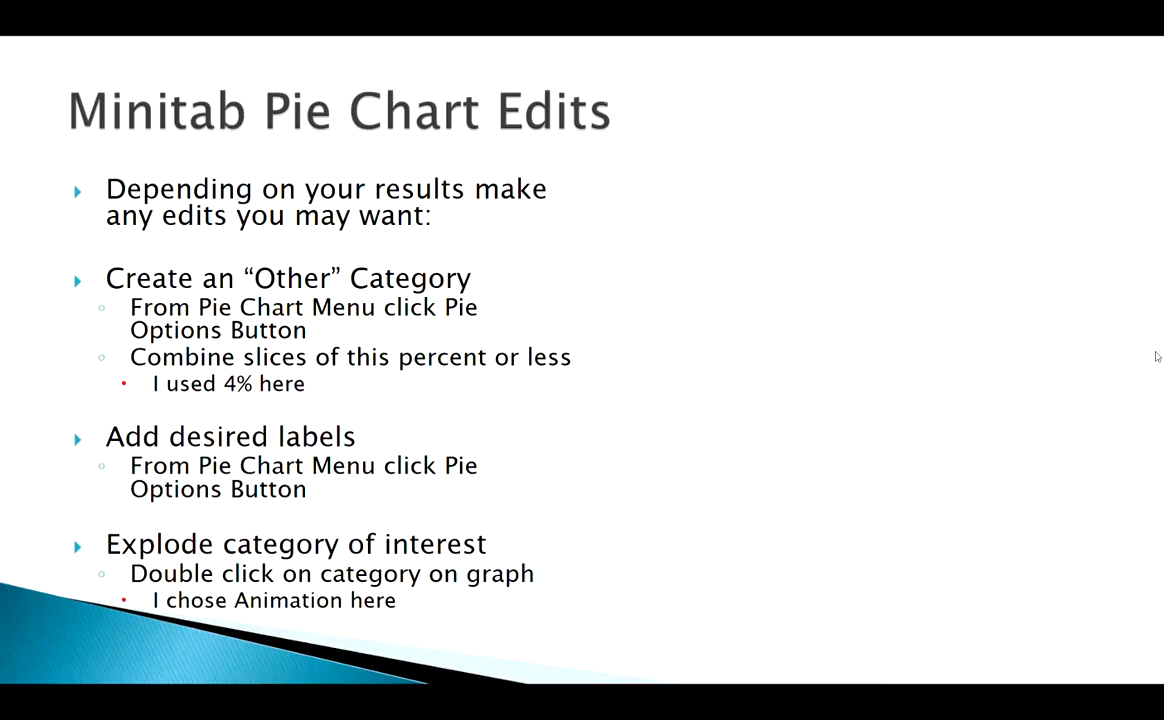 Minitab Pie Chart Edits
Depending on your results make
any edits you may want:
Create an “Other” Category
From Pie Chart Menu click Pie
Options Button
Combine slices of this percent or less
I used 4% here
Add desired labels
From Pie Chart Menu click Pie
Options Button
Explode category of interest
Double click on category on graph
I chose Animation here